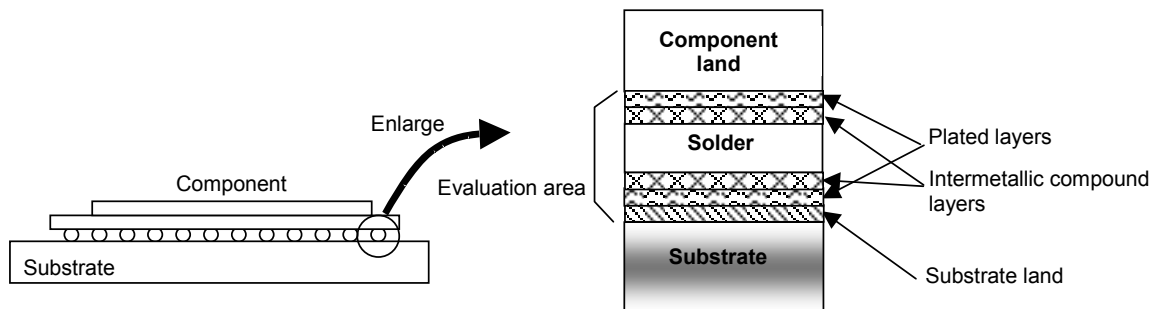 Component
land
Enlarge
Solder
Plated layers
Component
Evaluation area
Intermetallic compound
layers
Substrate
Substrate
Substrate land